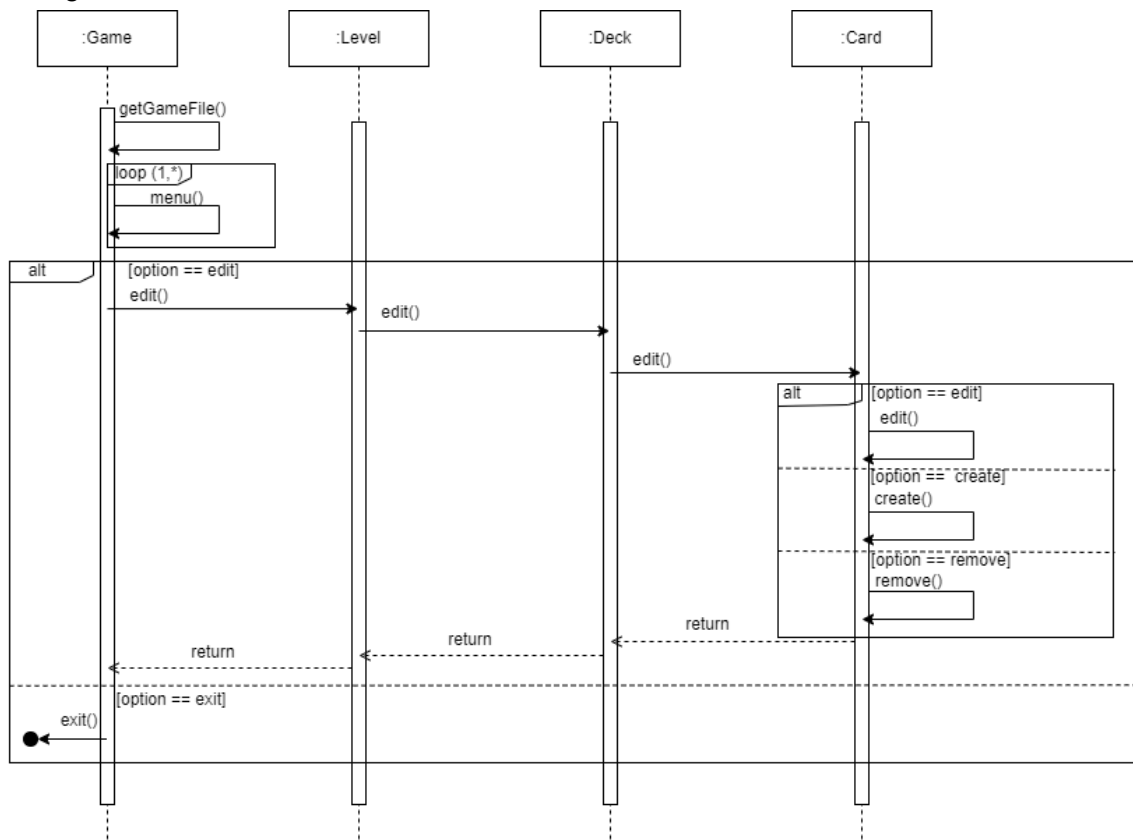 :Game
:Level
:Deck
:Card
getGameFile()
loop (1,*)
menu()
alt
[option == edit]
edit()
edit()
edit()
alt
[option == edit]
edit()
[option == create]
create()
[option == remove]
remove()
return
return
return
[option == exit]
exit()